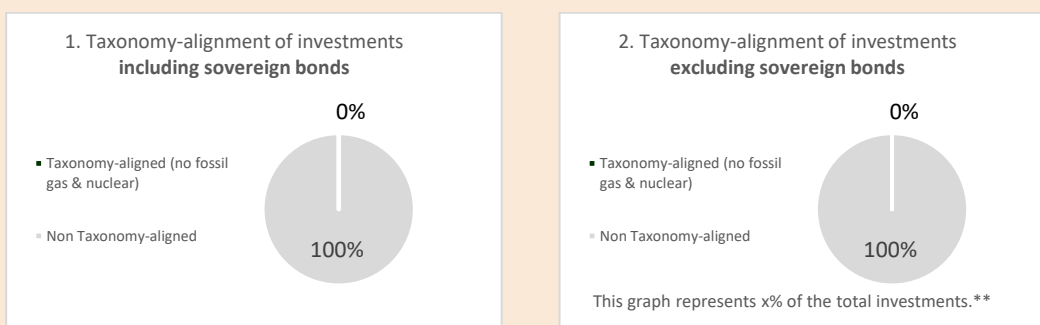 1. Taxonomy-alignment of investments
including sovereign bonds
0%
Taxonomy-aligned (no fossil
gas & nuclear)
Non Taxonomy-aligned
100%
2. Taxonomy-alignment of investments
excluding sovereign bonds
0%
Taxonomy-aligned (no fossil
gas & nuclear)
Non Taxonomy-aligned
100%
This graph represents x% of the total investments.**